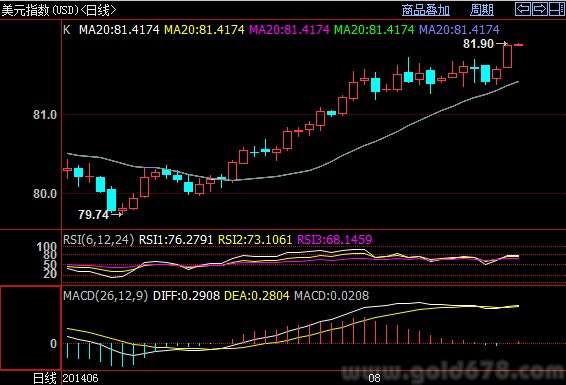 美元指数(USD)<日线> 商品叠加 周期
K MA20:81.4174 MA20:81.4174 MA20:81.4174 MA20:81.4174 MA20:81.4174
81.90
81.0
80.0
79.74
RSI(6,12,24) RSI1:76.2791 RSI2:73.1061 RSI3:68.1459
100
80
50
20
MACD(26,12,9) DIFF:0.2908 DEA:0.2804 MACD:0.0208
0
日线 201406 08
www.gold678.com